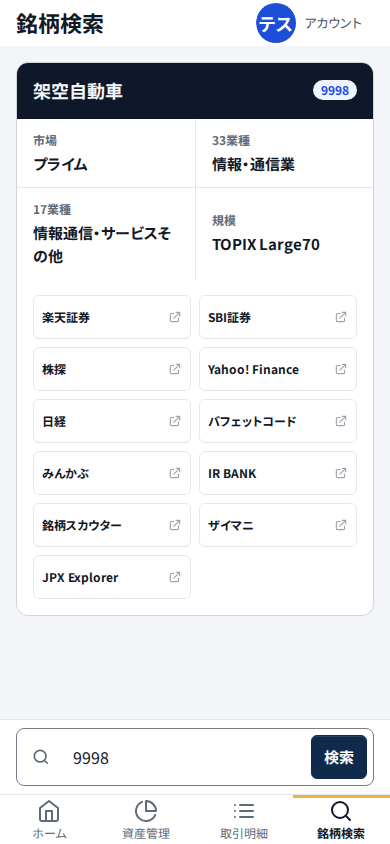 銘柄検索
テス アカウント
架空自動車 9998
市場 33業種
プライム 情報・通信業
17業種 規模
情報通信・サービスそ
の他
TOPIX Large70
楽天証券 SBI証券
株探 Yahoo! Finance
日経 バフェットコード
みんかぶ IR BANK
銘柄スカウター ザイマニ
JPX Explorer
9998 検索
ホーム 資産管理 取引明細 銘柄検索